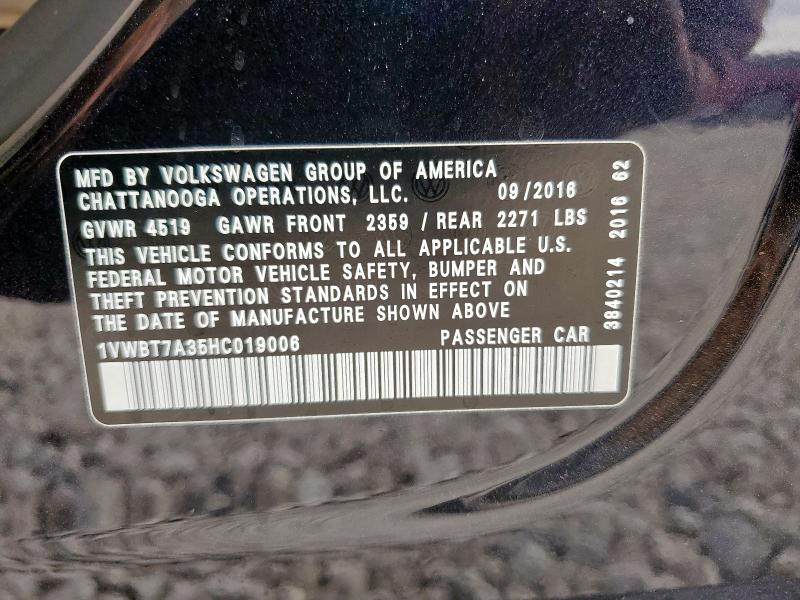 MFD BY VOLKSWAGEN GROUP OF AMERICA
CHATTANOOGA OPERATIONS, LLC. 09/2016
GVWR 4519 GAWR FRONT 2359 / REAR 2271 LBS
THIS VEHICLE CONFORMS TO ALL APPLICABLE U.S.
FEDERAL MOTOR VEHICLE SAFETY, BUMPER AND
THEFT PREVENTION STANDARDS IN EFFECT ON
THE DATE OF MANUFACTURE SHOWN ABOVE
1VWBT7A35HC019006 PASSENGER CAR
3840214 2016 62